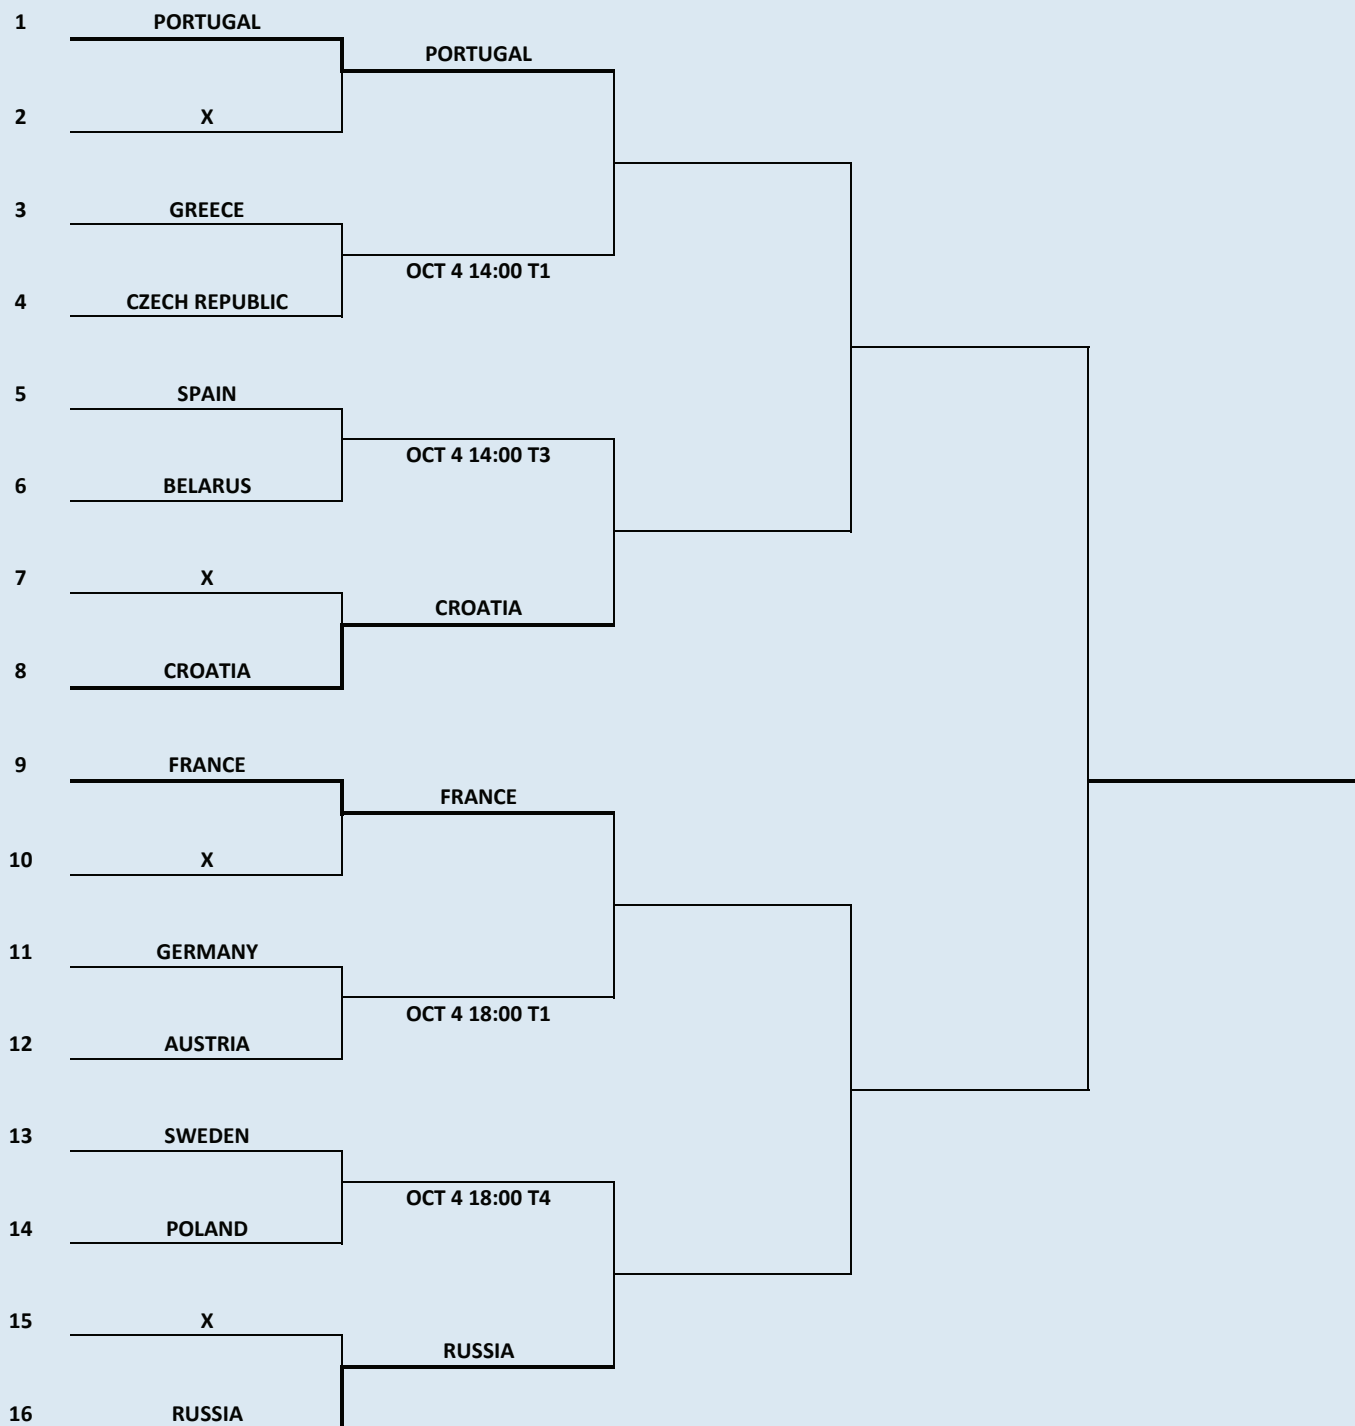 1 PORTUGAL
PORTUGAL
2 X
3 GREECE
OCT 4 14:00 T1
4 CZECH REPUBLIC
5 SPAIN
OCT 4 14:00 T3
6 BELARUS
7 X
CROATIA
8 CROATIA
9 FRANCE
FRANCE
10 X
11 GERMANY
OCT 4 18:00 T1
12 AUSTRIA
13 SWEDEN
OCT 4 18:00 T4
14 POLAND
15 X
RUSSIA
16 RUSSIA